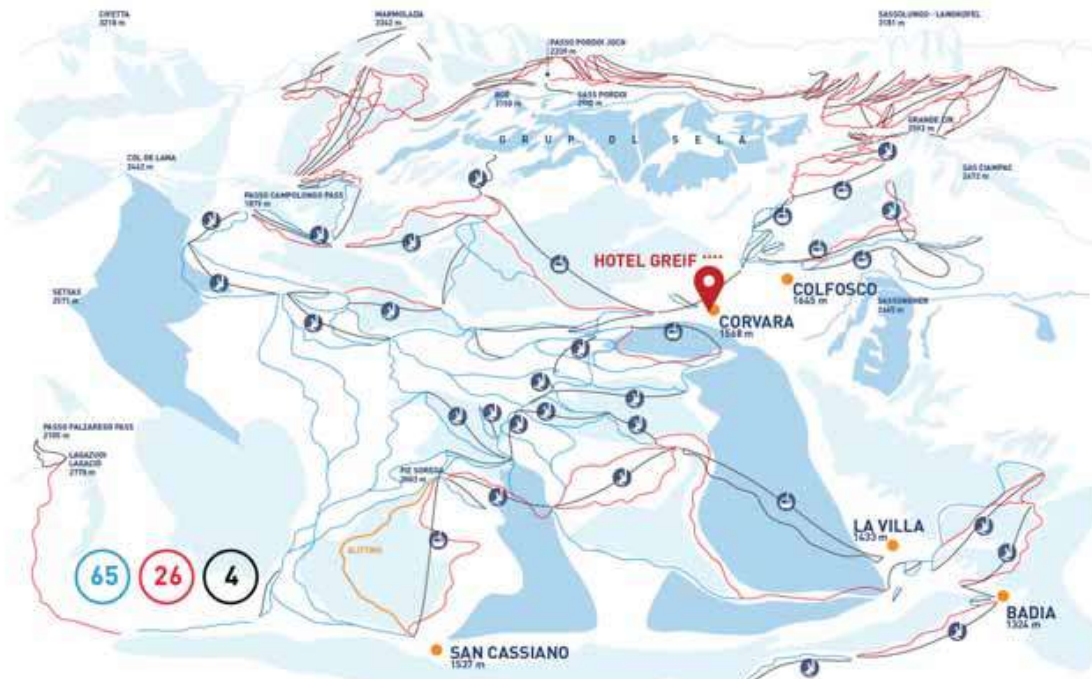 CIVETTA
3218 m
MARMOLADA
3342 m
SASSOLUNGO - LANGKOFEL
3181 m
PASSO PORDOI JOCH
2239 m
BOÈ
3150 m
SASS PORDOI
GRANDE CIR
2592 m
GRUP DL SELA
COL DE LANA
2462 m
SAS CIAMPAC
2672 m
PASSO CAMPOLONGO PASS
1875 m
HOTEL GREIF ****
COLFOSCO
1645 m
SETSAS
2571 m
SASSONGHER
2665 m
CORVARA
1568 m
PASSO FALZAREGO PASS
2105 m
LAGAZUOI
LAGACIÓ
2778 m
PIZ SOREGA
2003 m
LA VILLA
1433 m
SLITTINO
65
26
4
BADIA
1324 m
SAN CASSIANO
1537 m